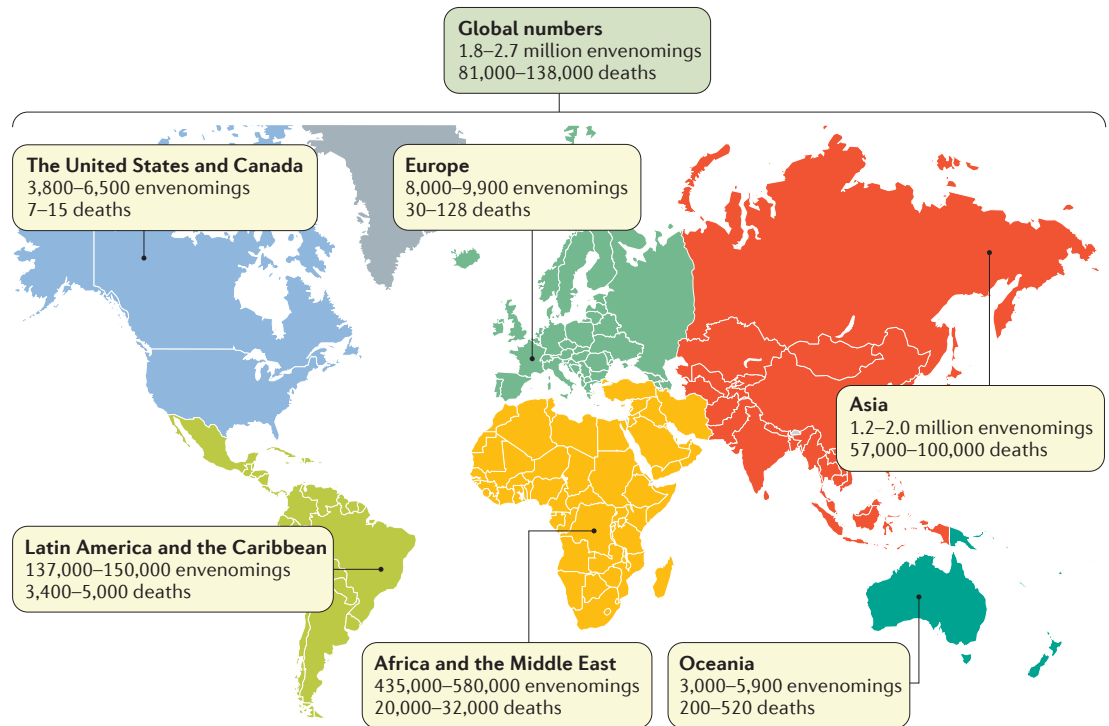 Global numbers
1.8–2.7 million envenomings
81,000–138,000 deaths
The United States and Canada
3,800–6,500 envenomings
7–15 deaths
Europe
8,000–9,900 envenomings
30–128 deaths
Asia
1.2–2.0 million envenomings
57,000–100,000 deaths
Latin America and the Caribbean
137,000–150,000 envenomings
3,400–5,000 deaths
Africa and the Middle East
435,000–580,000 envenomings
20,000–32,000 deaths
Oceania
3,000–5,900 envenomings
200–520 deaths